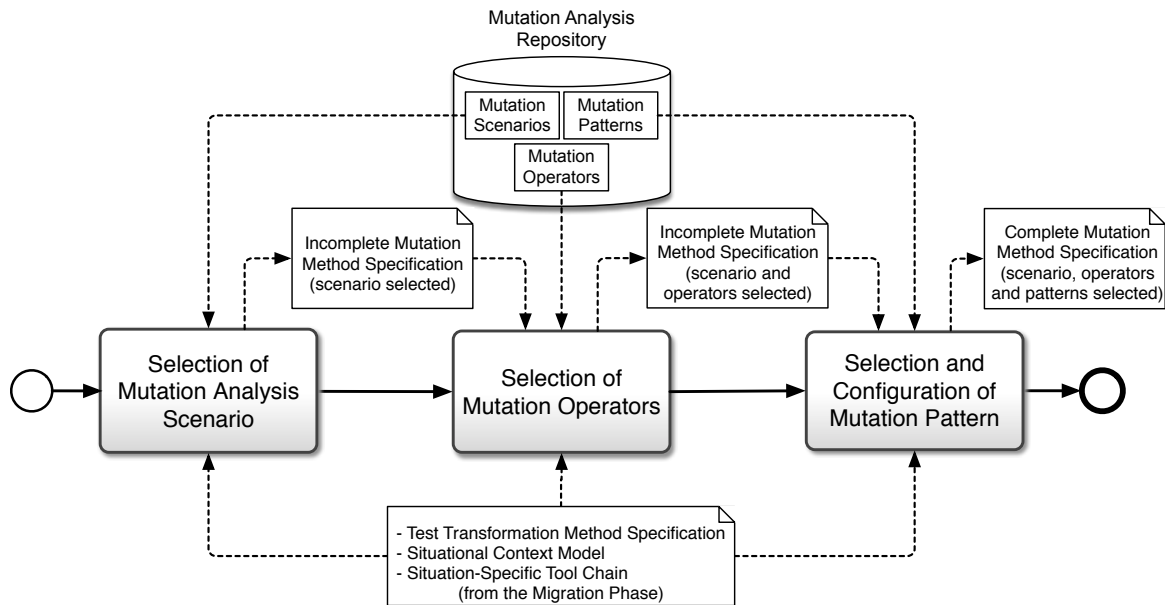 Mutation Analysis
Repository
Mutation
Scenarios
Mutation
Patterns
Mutation
Operators
Incomplete Mutation
Method Specification
(scenario selected)
Incomplete Mutation
Method Specification
(scenario and
operators selected)
Complete Mutation
Method Specification
(scenario, operators
and patterns selected)
Selection of
Mutation Analysis
Scenario
Selection of
Mutation Operators
Selection and
Configuration of
Mutation Pattern
- Test Transformation Method Specification
- Situational Context Model
- Situation-Specific Tool Chain
(from the Migration Phase)